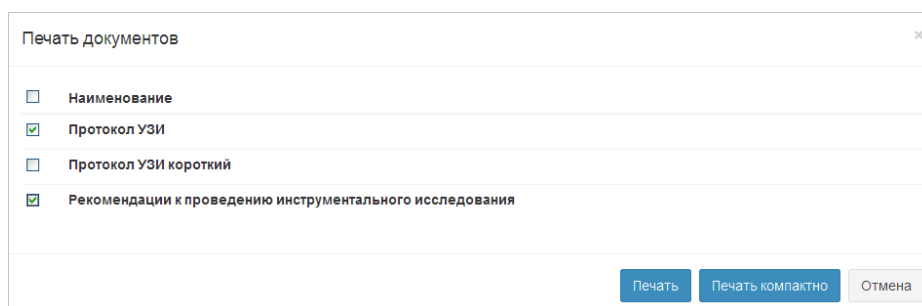 Печать документов
×
Наименование
Протокол УЗИ
Протокол УЗИ короткий
Рекомендации к проведению инструментального исследования
Печать Печать компактно Отмена